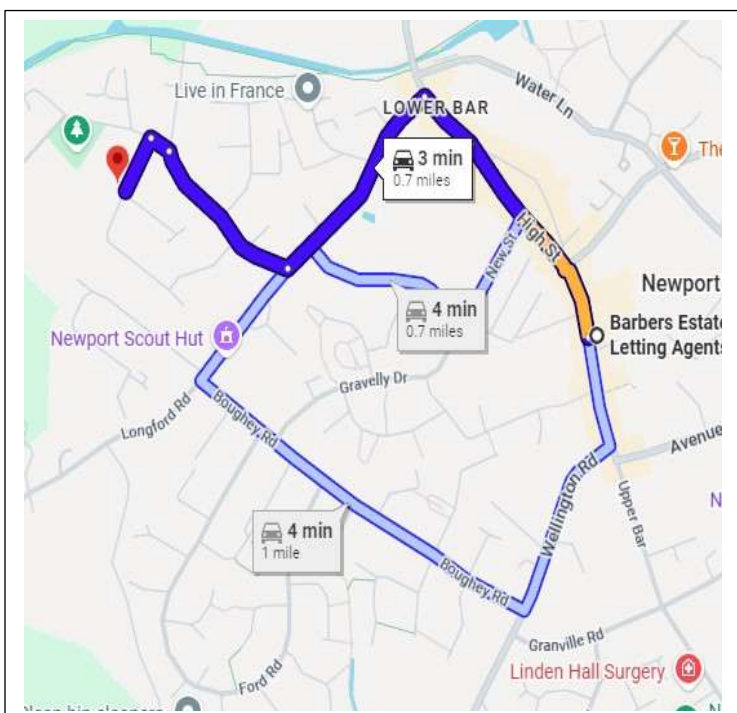 Live in France
LOWER BAR
Water Ln
The
3 min
0.7 miles
High St
New St
4 min
0.7 miles
Newport
Barbers Estate
Letting Agents
Newport Scout Hut
Gravelly Dr
Longford Rd
Boughey Rd
Avenue
Wellington Rd
Upper Bar
N
4 min
1 mile
Boughey Rd
Granville Rd
Linden Hall Surgery
Ford Rd
N